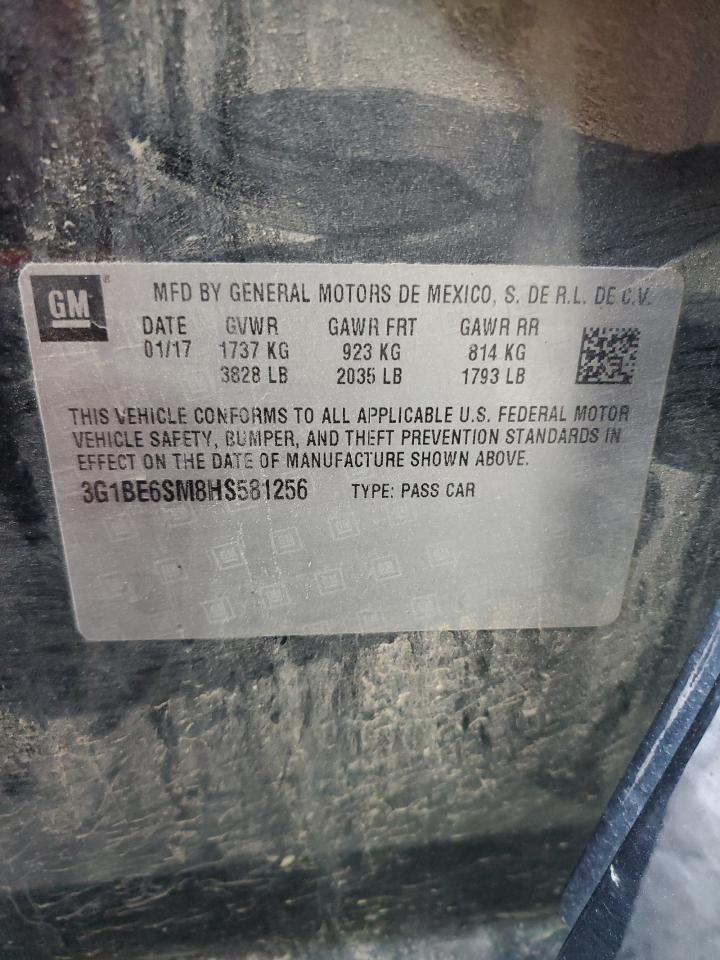 GM
MFD BY GENERAL MOTORS DE MEXICO, S. DE R.L. DE C.V.
DATE GVWR GAWR FRT GAWR RR
01/17 1737 KG 923 KG 814 KG
3828 LB 2035 LB 1793 LB
THIS VEHICLE CONFORMS TO ALL APPLICABLE U.S. FEDERAL MOTOR
VEHICLE SAFETY, BUMPER, AND THEFT PREVENTION STANDARDS IN
EFFECT ON THE DATE OF MANUFACTURE SHOWN ABOVE.
3G1BE6SM8HS581256 TYPE: PASS CAR